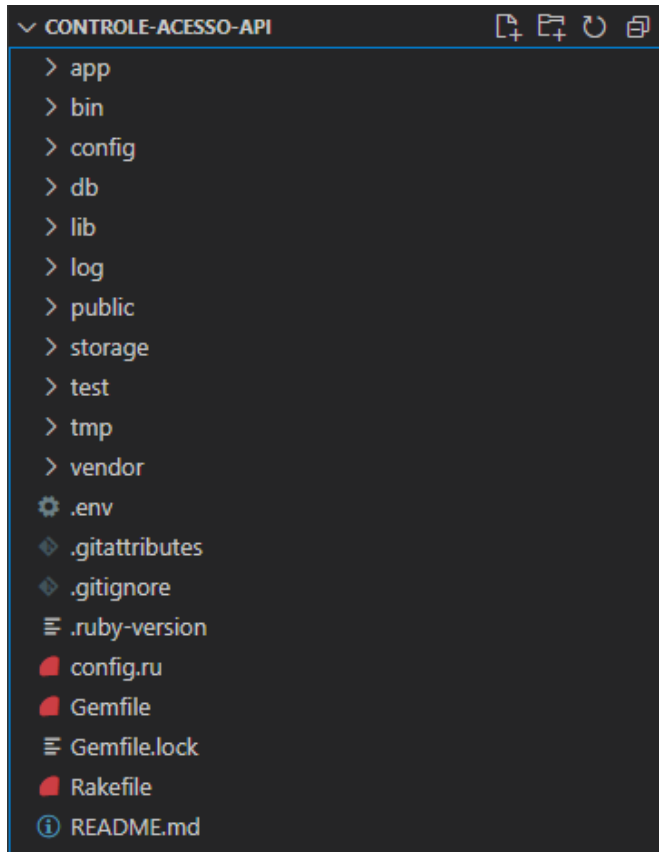 CONTROLE-ACESSO-API
app
bin
config
db
lib
log
public
storage
test
tmp
vendor
.env
.gitattributes
.gitignore
.ruby-version
config.ru
Gemfile
Gemfile.lock
Rakefile
README.md